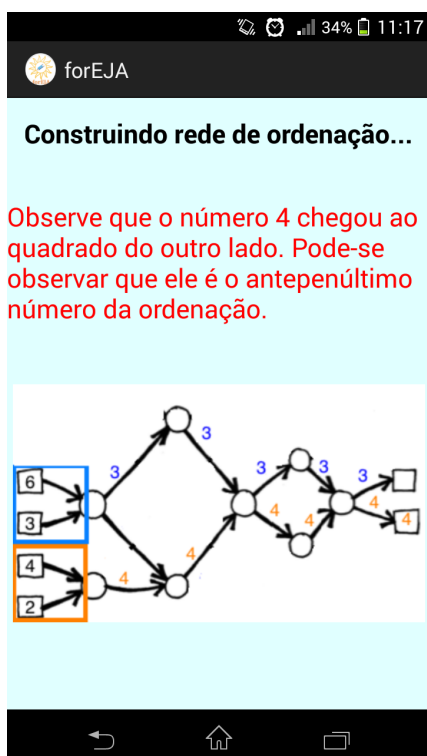 34% 11:17
forEJA
Construindo rede de ordenação...
Observe que o número 4 chegou ao
quadrado do outro lado. Pode-se
observar que ele é o antepenúltimo
número da ordenação.
3
6 3 3 3 3
3 4 4
4 4 4 4
4
2